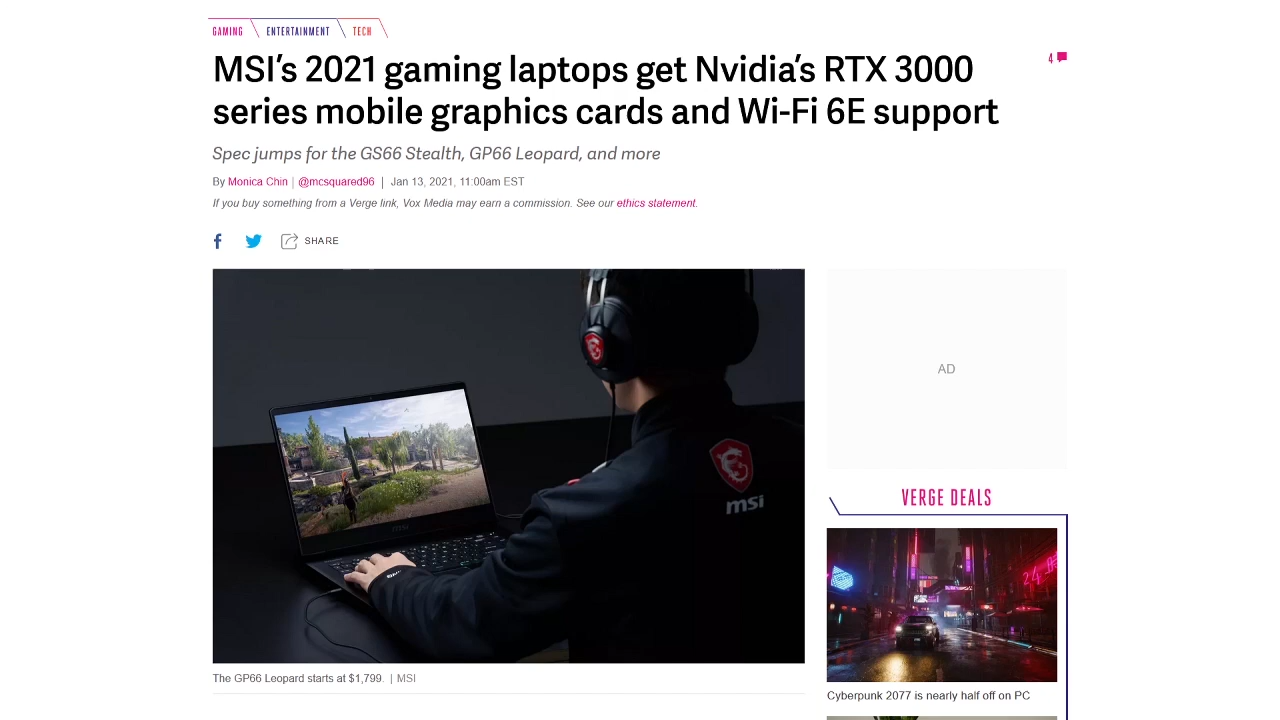 GAMING
ENTERTAINMENT
TECH
MSI's 2021 gaming laptops get Nvidia's RTX 3000
series mobile graphics cards and Wi-Fi 6E support
4
Spec jumps for the GS66 Stealth, GP66 Leopard, and more
By Monica Chin | @mcsquared96 | Jan 13, 2021, 11:00am EST
If you buy something from a Verge link, Vox Media may earn a commission. See our ethics statement.
SHARE
msi
AD
VERGE DEALS
The GP66 Leopard starts at $1,799. | MSI
Cyberpunk 2077 is nearly half off on PC